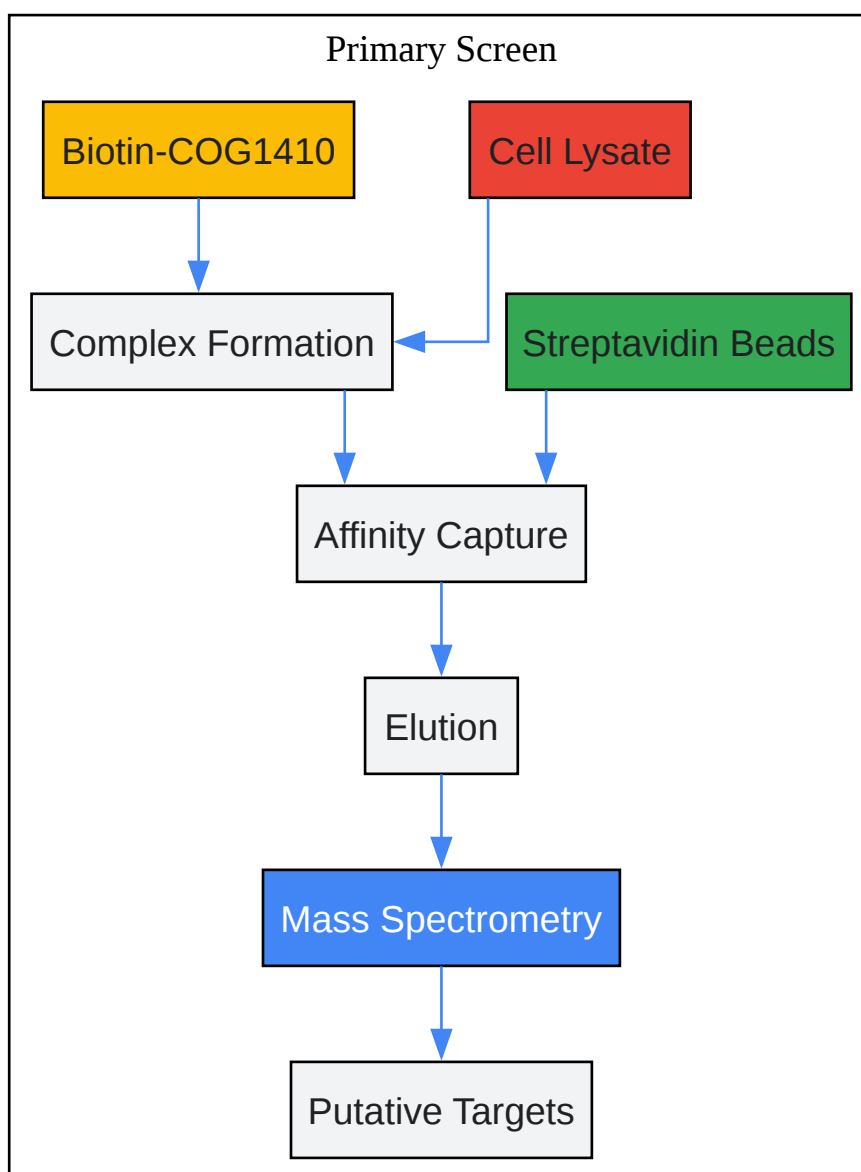 Primary Screen
Biotin-COG1410
Cell Lysate
Complex Formation
Streptavidin Beads
Affinity Capture
Elution
Mass Spectrometry
Putative Targets